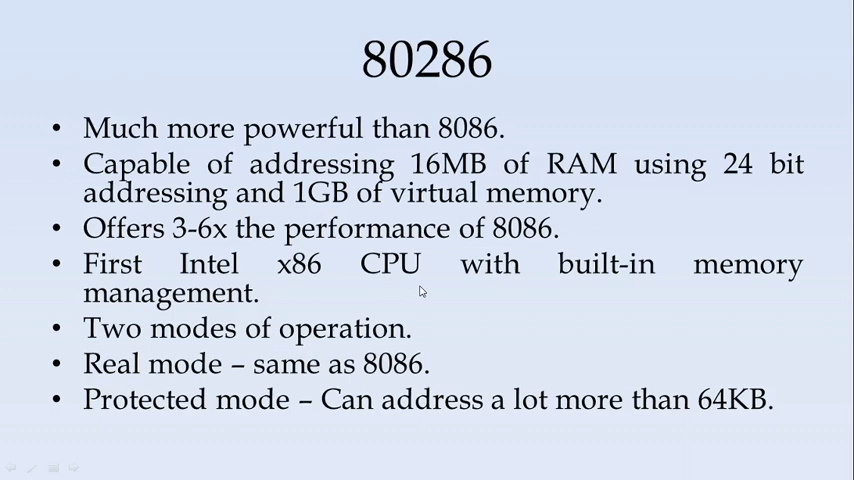 80286
• Much more powerful than 8086.
• Capable of addressing 16MB of RAM using 24 bit
addressing and 1GB of virtual memory.
• Offers 3-6x the performance of 8086.
• First Intel x86 CPU with built-in memory
management.
• Two modes of operation.
• Real mode – same as 8086.
• Protected mode – Can address a lot more than 64KB.